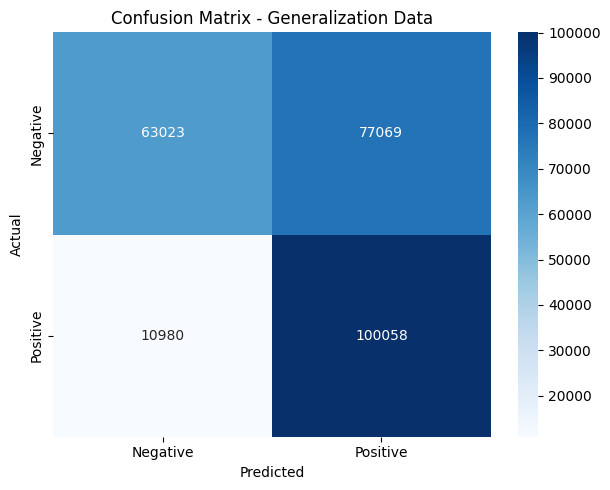 Confusion Matrix - Generalization Data
Negative
63023
77069
Positive
10980
100058
Actual
Negative
Positive
Predicted
100000
90000
80000
70000
60000
50000
40000
30000
20000